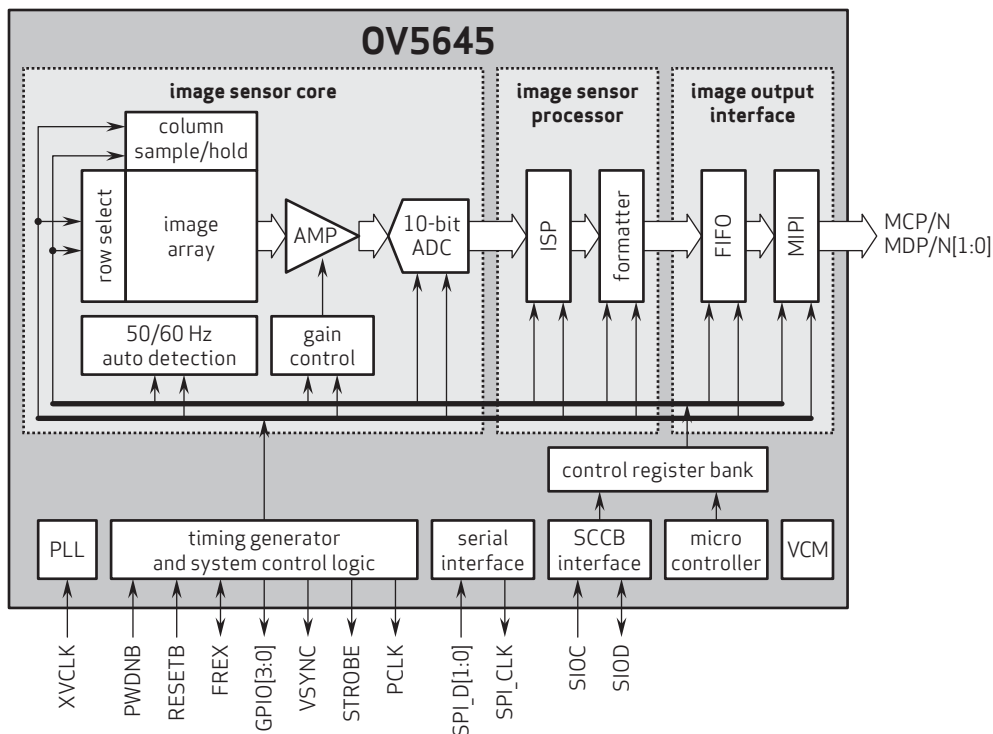 OV5645
image sensor core
image sensor
processor
image output
interface
column
sample/hold
row select
image
array
AMP
10-bit
ADC
ISP
formatter
FIFO
MIPI
MCP/N
MDP/N[1:0]
50/60 Hz
auto detection
gain
control
control register bank
PLL
timing generator
and system control logic
serial
interface
SCCB
interface
micro
controller
VCM
XVCLK
PWDNB
RESETB
FREX
GPIO[3:0]
VSYNC
STROBE
PCLK
SPI_D[1:0]
SPI_CLK
SIOC
SIOD